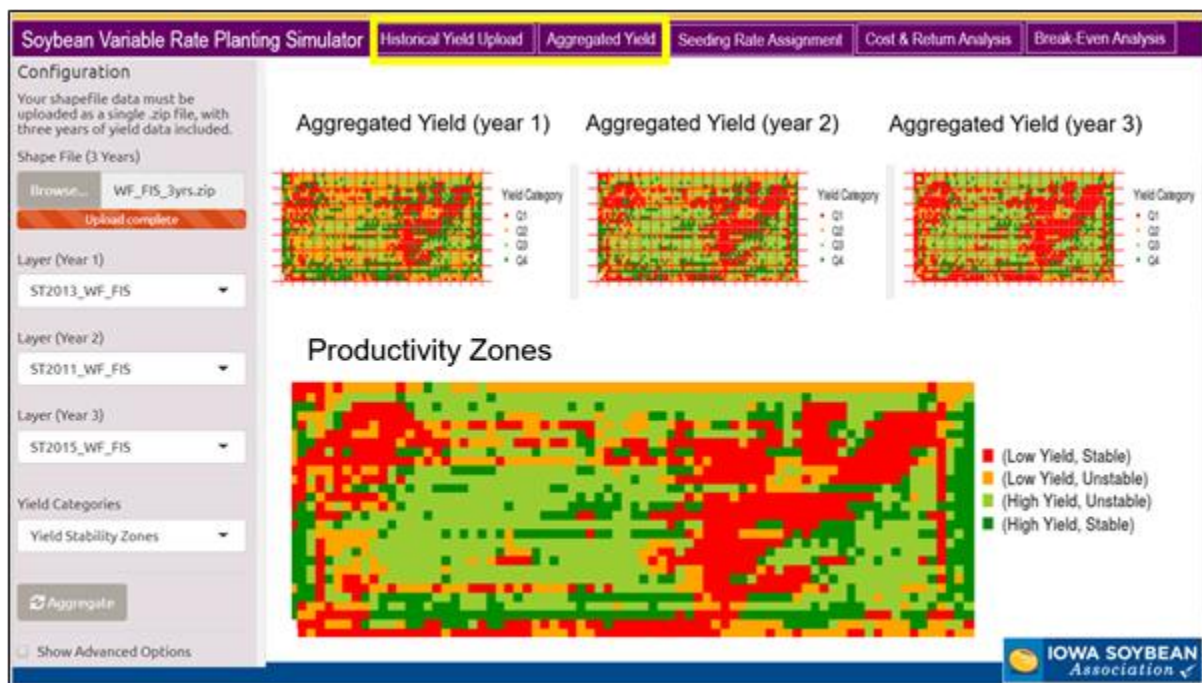 Soybean Variable Rate Planting Simulator
Historical Yield Upload
Aggregated Yield
Seeding Rate Assignment
Cost & Return Analysis
Break-Even Analysis
Configuration
Your shapefile data must be
uploaded as a single .zip file, with
three years of yield data included.
Shape File (3 Years)
Browse... WF_FIS_3yrs.zip
Upload complete
Layer (Year 1)
ST2013_WF_FIS
Layer (Year 2)
ST2011_WF_FIS
Layer (Year 3)
ST2015_WF_FIS
Yield Categories
Yield Stability Zones
Aggregate
Show Advanced Options
Aggregated Yield (year 1)
Yield Category
Q1
Q2
Q3
Q4
Aggregated Yield (year 2)
Yield Category
Q1
Q2
Q3
Q4
Aggregated Yield (year 3)
Yield Category
Q1
Q2
Q3
Q4
Productivity Zones
(Low Yield, Stable)
(Low Yield, Unstable)
(High Yield, Unstable)
(High Yield, Stable)
IOWA SOYBEAN
Association